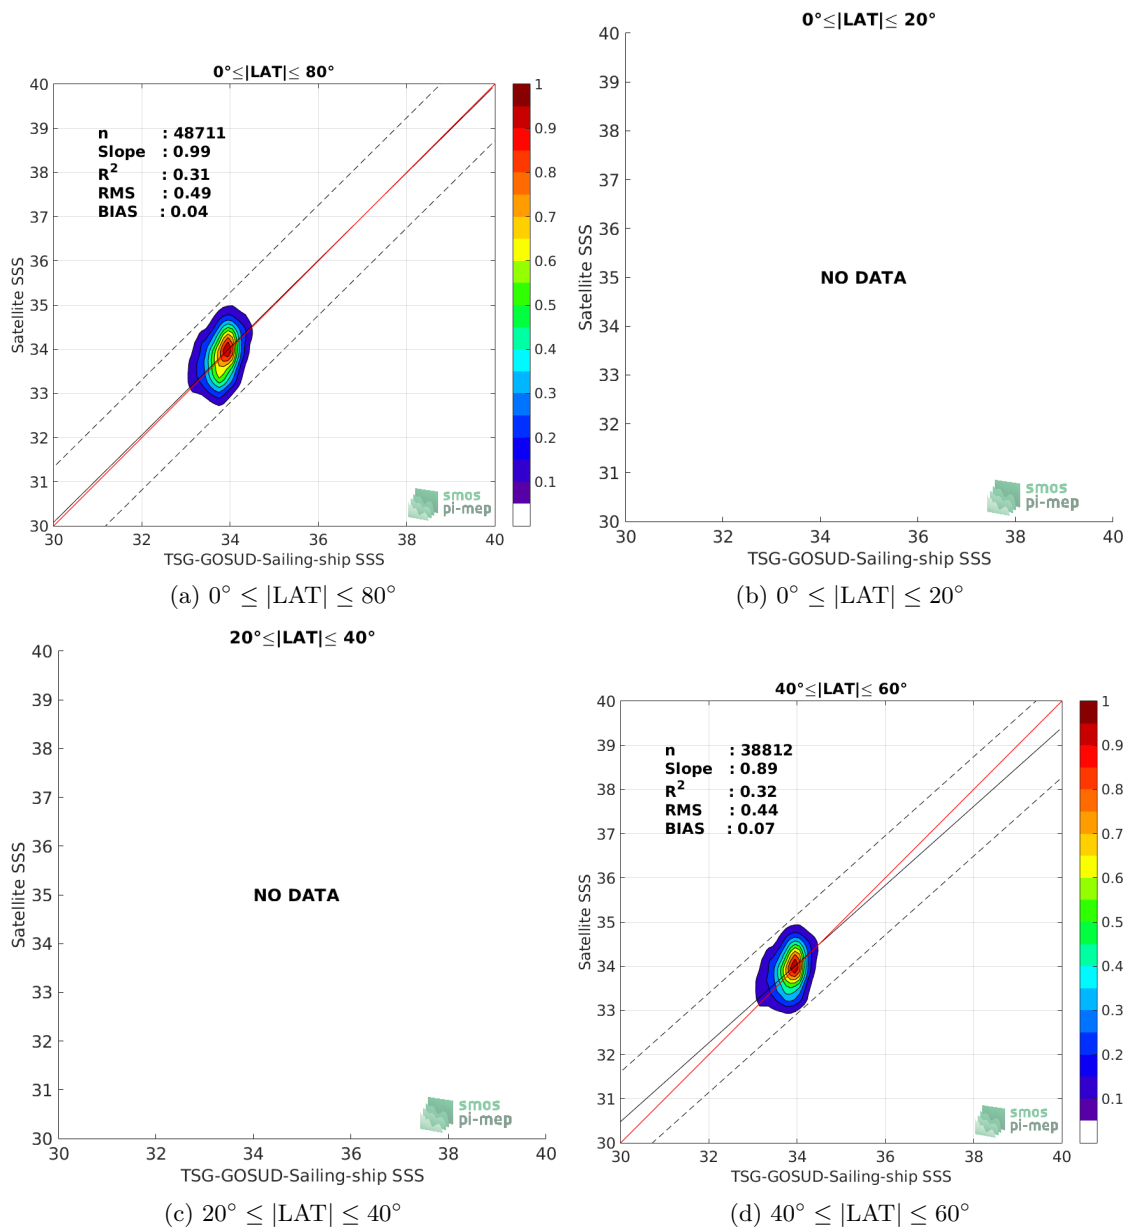 0°≤|LAT|≤ 80°
40
39
38
37
36
35
34
33
32
31
30
Satellite SSS
n : 48711
Slope : 0.99
R² : 0.31
RMS : 0.49
BIAS : 0.04
smos
pi-mep
30 32 34 36 38 40
TSG-GOSUD-Sailing-ship SSS
1
0.9
0.8
0.7
0.6
0.5
0.4
0.3
0.2
0.1
(a) 0° ≤ |LAT| ≤ 80°
0°≤|LAT|≤ 20°
40
39
38
37
36
35
34
33
32
31
30
Satellite SSS
NO DATA
smos
pi-mep
30 32 34 36 38 40
TSG-GOSUD-Sailing-ship SSS
(b) 0° ≤ |LAT| ≤ 20°
20°≤|LAT|≤ 40°
40
39
38
37
36
35
34
33
32
31
30
Satellite SSS
NO DATA
smos
pi-mep
30 32 34 36 38 40
TSG-GOSUD-Sailing-ship SSS
(c) 20° ≤ |LAT| ≤ 40°
40°≤|LAT|≤ 60°
40
39
38
37
36
35
34
33
32
31
30
Satellite SSS
n : 38812
Slope : 0.89
R² : 0.32
RMS : 0.44
BIAS : 0.07
smos
pi-mep
30 32 34 36 38 40
TSG-GOSUD-Sailing-ship SSS
1
0.9
0.8
0.7
0.6
0.5
0.4
0.3
0.2
0.1
(d) 40° ≤ |LAT| ≤ 60°